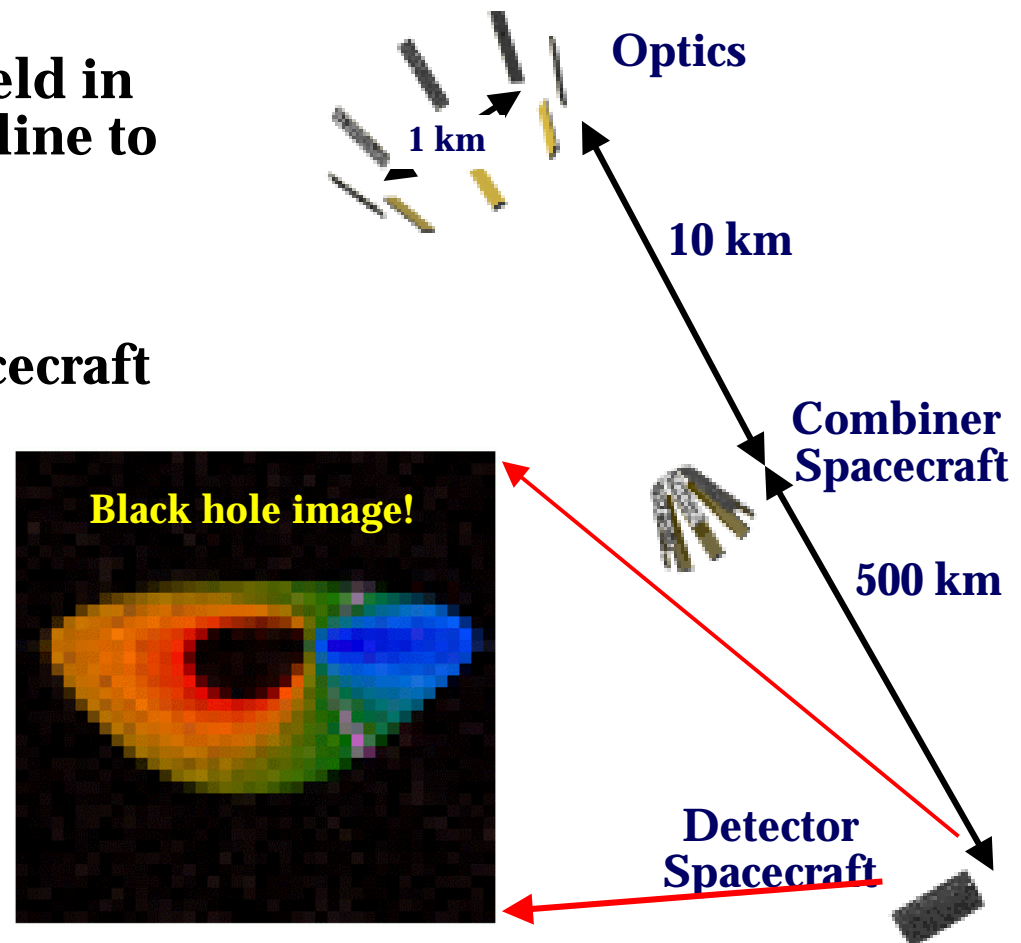 eld in
line to
cecraft
Optics
1 km
10 km
Combiner
Spacecraft
500 km
Black hole image!
Detector
Spacecraft